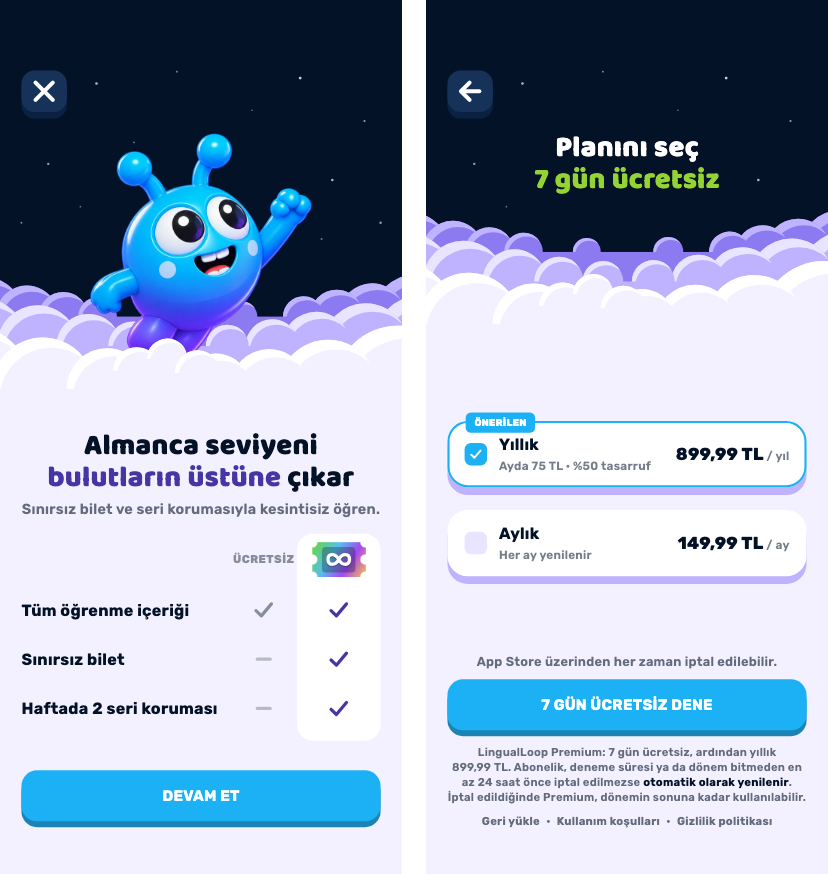 Almanca seviyeni
bulutların üstüne çıkar
Sınırsız bilet ve seri korumasıyla kesintisiz öğren.
ÜCRETSİZ
Tüm öğrenme içeriği
Sınırsız bilet
Haftada 2 seri koruması
DEVAM ET
Planını seç
7 gün ücretsiz
ÖNERİLEN
Yıllık
899,99 TL / yıl
Ayda 75 TL • %50 tasarruf
Aylık
149,99 TL / ay
Her ay yenilenir
App Store üzerinden her zaman iptal edilebilir.
7 GÜN ÜCRETSİZ DENE
LingualLoop Premium: 7 gün ücretsiz, ardından yıllık
899,99 TL. Abonelik, deneme süresi ya da dönem bitmeden en
az 24 saat önce iptal edilmezse otomatik olarak yenilenir.
İptal edildiğinde Premium, dönemin sonuna kadar kullanılabilir.
Geri yükle • Kullanım koşulları • Gizlilik politikası